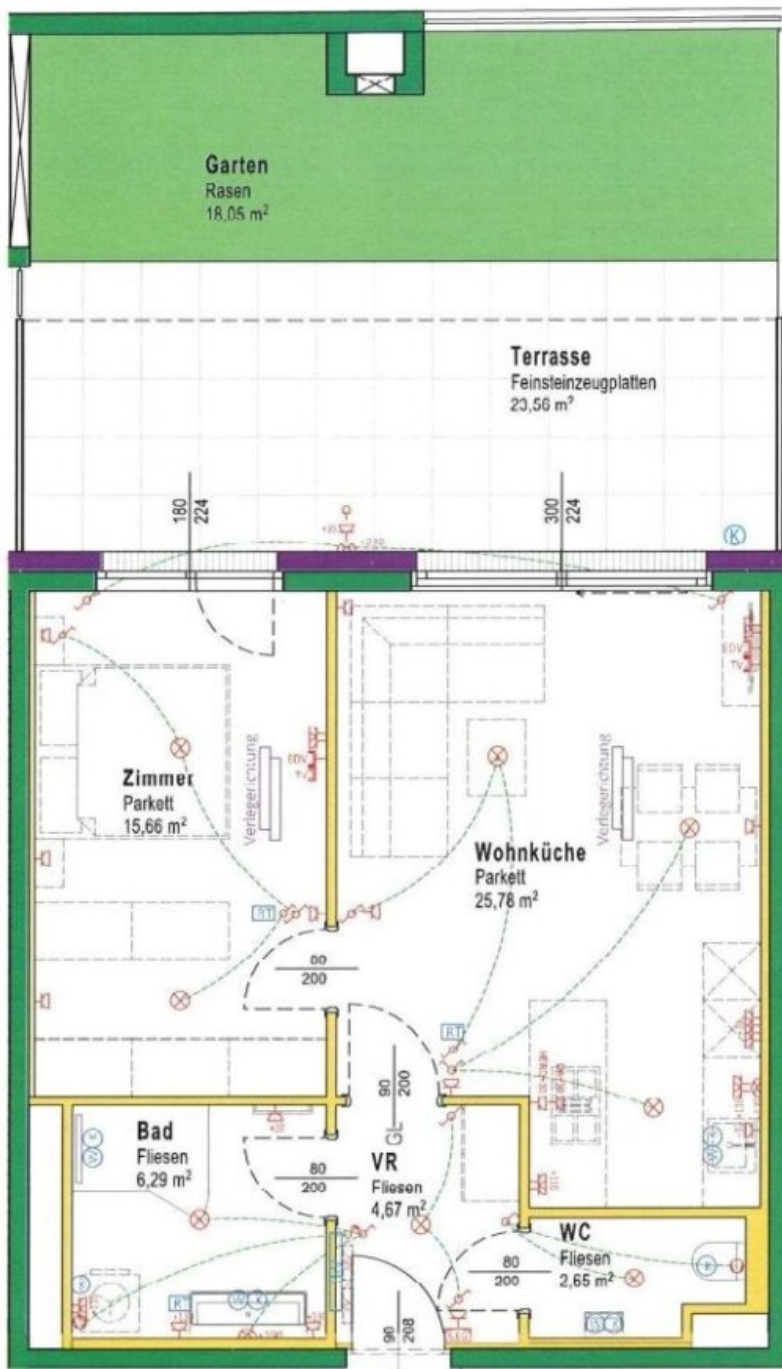 Garten
Rasen
18,05 m²
Terrasse
Feinsteinzeugplatten
23,56 m²
180
224
300
224
K
EDV
TV
EDV
TV
Zimmer
Parkett
15,66 m²
Verlegerichtung
Verlegerichtung
Wohnküche
Parkett
25,78 m²
RT
200
RT
90
200
GL
Bad
Fliesen
6,29 m²
W K
80
200
VR
Fliesen
4,67 m²
WC
Fliesen
2,65 m²
80
200
K
W K
RT
W K
W K
90
208